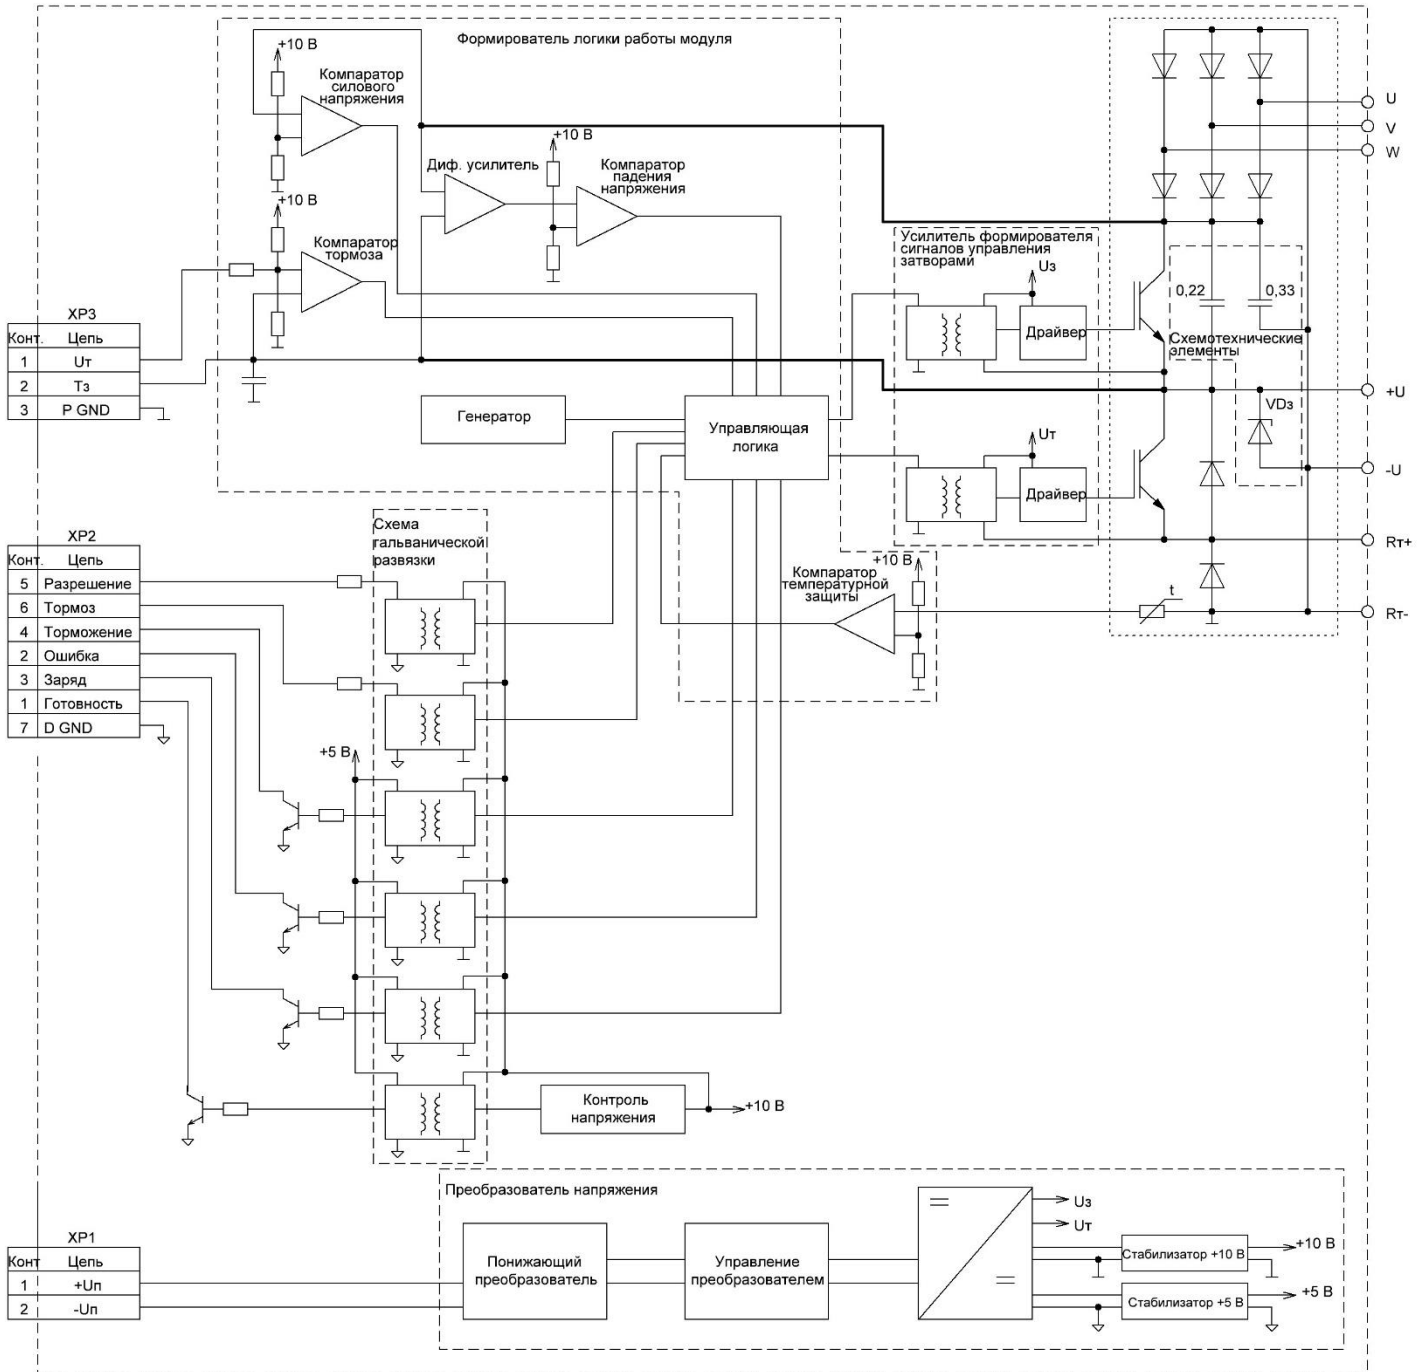 Формирователь логики работы модуля
+10 В
Компаратор
силового
напряжения
U
V
W
+10 В
Диф. усилитель
Компаратор
падения
напряжения
+10 В
Компаратор
тормоза
Усилитель формирователя
сигналов управления
затворами
Uз
Драйвер
0,22
0,33
Схемотехнические
элементы
XP3
Конт. Цепь
1 Uт
2 Тз
3 P GND
+U
VDз
Генератор
Управляющая
логика
Uт
Драйвер
-U
Схема
гальванической
развязки
Rт+
XP2
Конт. Цепь
5 Разрешение
6 Тормоз
4 Торможение
2 Ошибка
3 Заряд
1 Готовность
7 D GND
+10 В
Компаратор
температурной
защиты
t
Rт-
+5 В
Контроль
напряжения
+10 В
Преобразователь напряжения
XP1
Конт Цепь
1 +Uп
2 -Uп
Понижающий
преобразователь
Управление
преобразователем
Uз
Uт
Стабилизатор +10 В
+10 В
Стабилизатор +5 В
+5 В